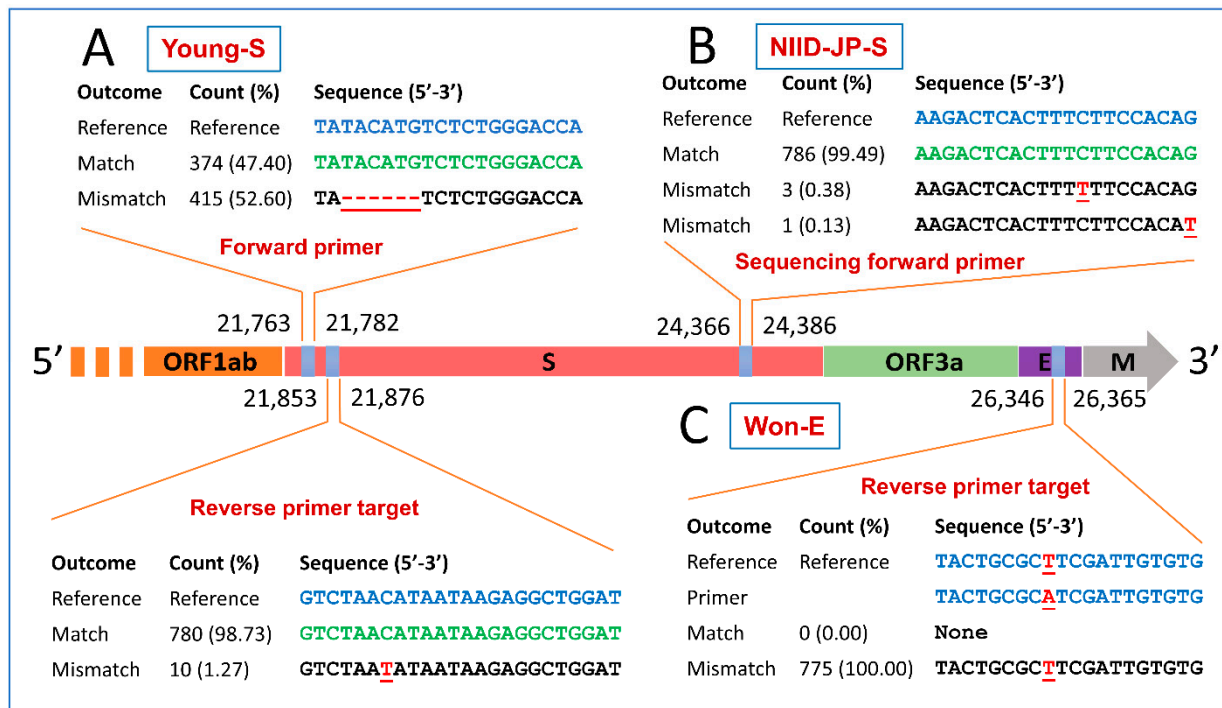 A Young-S
Outcome Count (%) Sequence (5’-3’)
Reference Reference TATACATGTCTCTGGGACCA
Match 374 (47.40) TATACATGTCTCTGGGACCA
Mismatch 415 (52.60) TA------TCTCTGGGACCA
Forward primer
B NIID-JP-S
Outcome Count (%) Sequence (5’-3’)
Reference Reference AAGACTCACTTTCTTCCACAG
Match 786 (99.49) AAGACTCACTTTCTTCCACAG
Mismatch 3 (0.38) AAGACTCACTTTTTTCCACAG
Mismatch 1 (0.13) AAGACTCACTTTCTTCCACAT
Sequencing forward primer
21,763 21,782 24,366 24,386
5’ ORF1ab S ORF3a E M 3’
21,853 21,876 26,346 26,365
Reverse primer target
Outcome Count (%) Sequence (5’-3’)
Reference Reference GTCTAACATAATAAGAGGCTGGAT
Match 780 (98.73) GTCTAACATAATAAGAGGCTGGAT
Mismatch 10 (1.27) GTCTAATATAATAAGAGGCTGGAT
C Won-E
Reverse primer target
Outcome Count (%) Sequence (5’-3’)
Reference Reference TACTGCGCTTCGATTGTGTG
Primer TACTGCGCATCGATTGTGTG
Match 0 (0.00) None
Mismatch 775 (100.00) TACTGCGCTTCGATTGTGTG